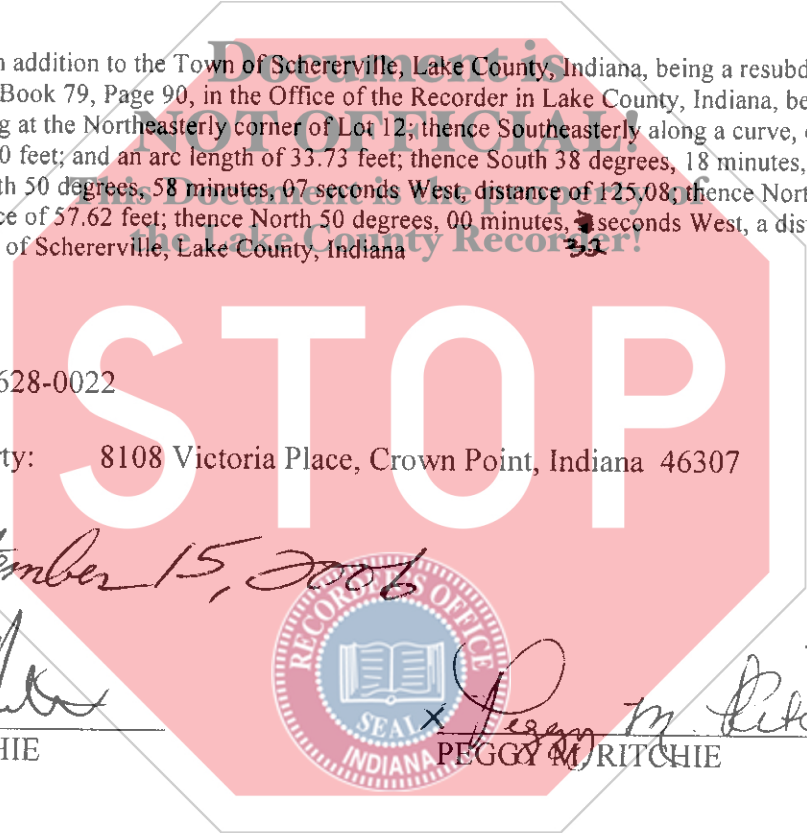 Document is
NOT OFFICIAL!
This Document is the property of
the Lake County Recorder!
STOP
n addition to the Town of Schererville, Lake County, Indiana, being a resubd
Book 79, Page 90, in the Office of the Recorder in Lake County, Indiana, be
g at the Northeasterly corner of Lot 12; thence Southeasterly along a curve,
0 feet; and an arc length of 33.73 feet; thence South 38 degrees, 18 minutes,
th 50 degrees, 58 minutes, 07 seconds West, distance of 125.08; thence Nort
ce of 57.62 feet; thence North 50 degrees, 00 minutes, 32 seconds West, a dis
of Schererville, Lake County, Indiana
628-0022
ty: 8108 Victoria Place, Crown Point, Indiana 46307
ember 15, 2006
RECORDER'S OFFICE
SEAL
INDIANA
X Peggy M. Ritc
HIE
PEGGY M. RITCHIE